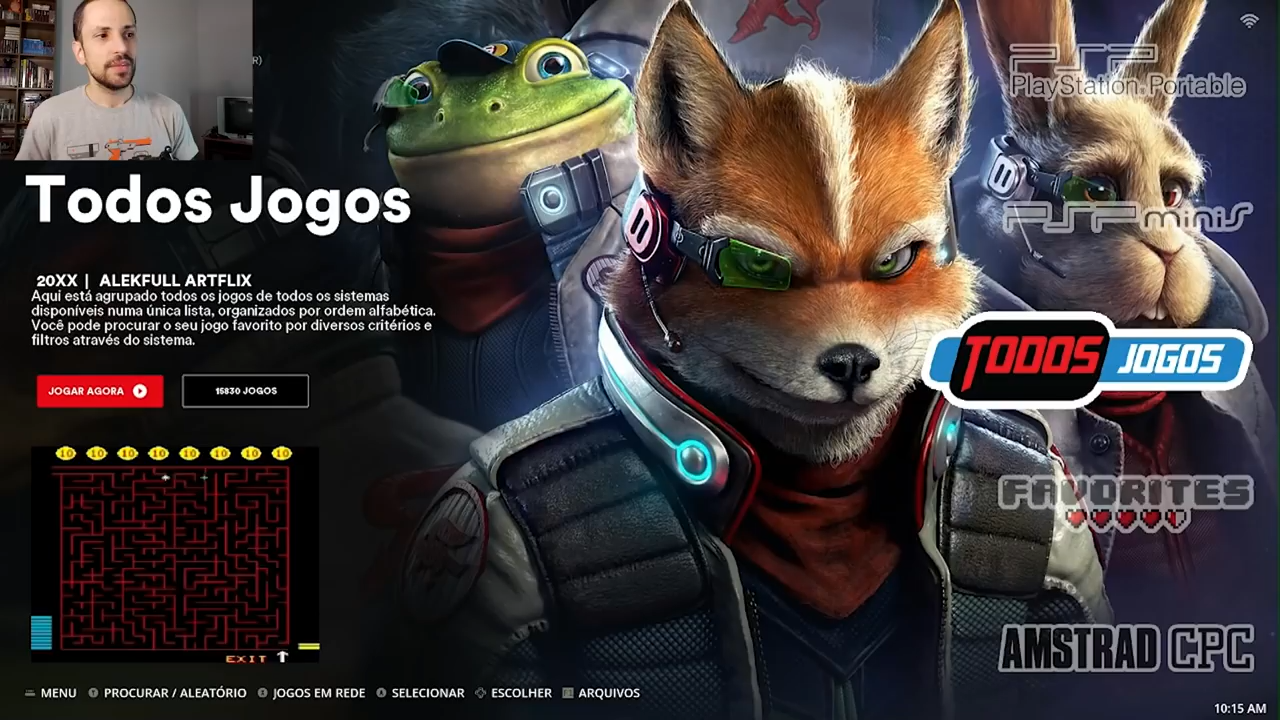 R)
PlayStation Portable
PSP minis
Todos Jogos
20XX | ALEKFULL ARTFLIX
Aqui está agrupado todos os jogos de todos os sistemas
disponíveis numa única lista, organizados por ordem alfabética.
Você pode procurar o seu jogo favorito por diversos critérios e
filtros através do sistema.
JOGAR AGORA
15830 JOGOS
TODOS JOGOS
FAVORITES
AMSTRAD CPC
10 10 10 10 10 10 10 10
EXIT
MENU PROCURAR / ALEATÓRIO JOGOS EM REDE SELECIONAR ESCOLHER ARQUIVOS
10:15 AM